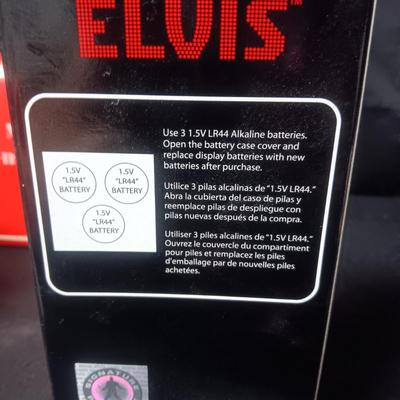 ELVIS™
Use 3 1.5V LR44 Alkaline batteries.
Open the battery case cover and
replace display batteries with new
batteries after purchase.
Utilice 3 pilas alcalinas de "1.5V LR44."
Abra la cubierta del caso de pilas y
reemplace pilas de despliegue con
pilas nuevas después de la compra.
Utiliser 3 piles alcalines de "1.5V LR44."
Ouvrez le couvercle du compartiment
pour piles et remplacez les piles
d'emballage par de nouvelles piles
achetées.
1.5V
"LR44"
BATTERY
1.5V
"LR44"
BATTERY
1.5V
"LR44"
BATTERY
SIGNATURE